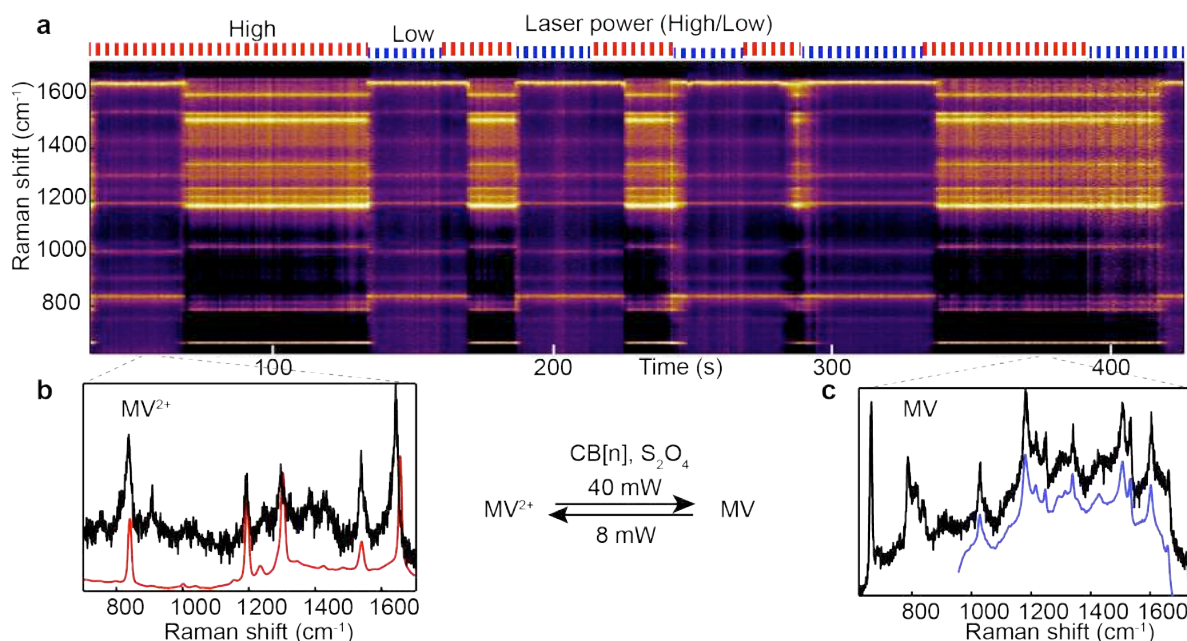 a
Laser power (High/Low)
High
Low
Raman shift (cm⁻¹)
1600
1400
1200
1000
800
100
200
Time (s)
300
400
b
MV²⁺
800
1000
1200
1400
1600
Raman shift (cm⁻¹)
CB[n], S₂O₄
40 mW
MV²⁺
MV
8 mW
c
MV
800
1000
1200
1400
1600
Raman shift (cm⁻¹)